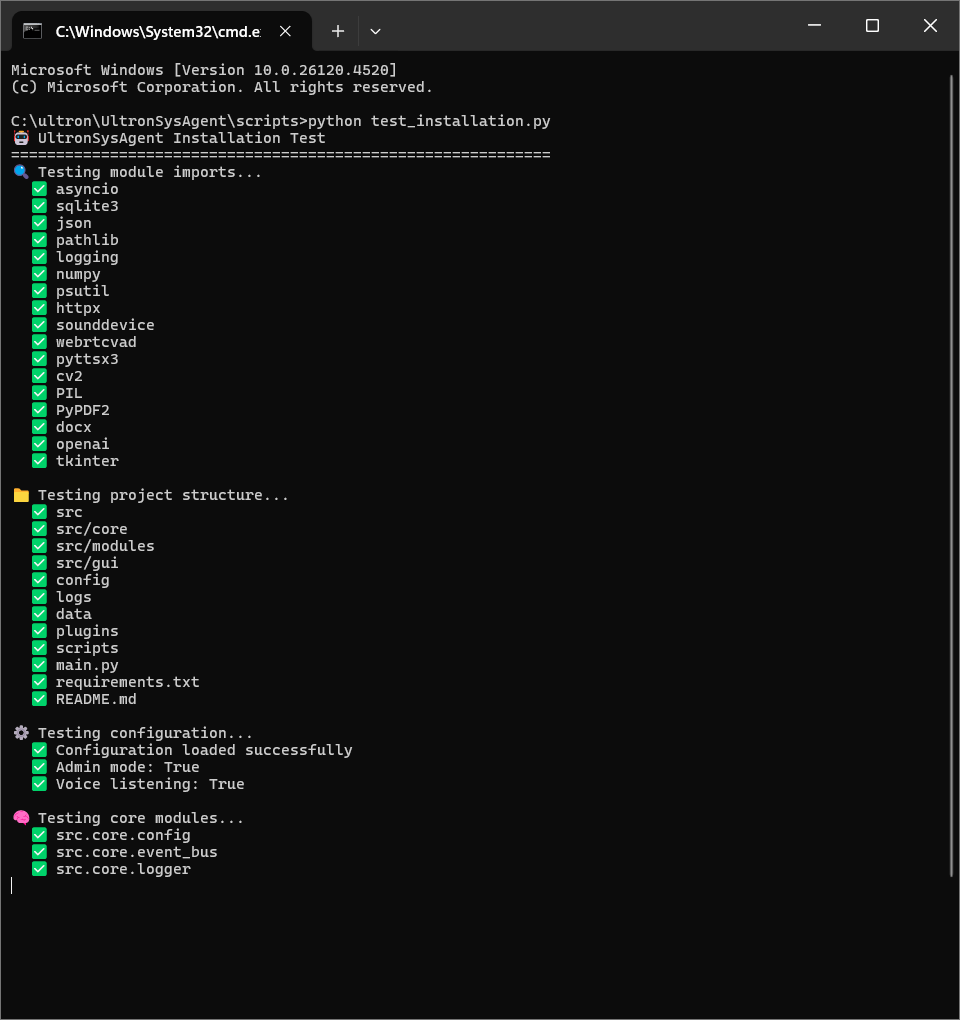 C:\Windows\System32\cmd.e
Microsoft Windows [Version 10.0.26120.4520]
(c) Microsoft Corporation. All rights reserved.
C:\ultron\UltronSysAgent\scripts>python test_installation.py
🤖 UltronSysAgent Installation Test
============================================================
🔍 Testing module imports...
✅ asyncio
✅ sqlite3
✅ json
✅ pathlib
✅ logging
✅ numpy
✅ psutil
✅ httpx
✅ sounddevice
✅ webrtcvad
✅ pyttsx3
✅ cv2
✅ PIL
✅ PyPDF2
✅ docx
✅ openai
✅ tkinter
📁 Testing project structure...
✅ src
✅ src/core
✅ src/modules
✅ src/gui
✅ config
✅ logs
✅ data
✅ plugins
✅ scripts
✅ main.py
✅ requirements.txt
✅ README.md
⚙️ Testing configuration...
✅ Configuration loaded successfully
✅ Admin mode: True
✅ Voice listening: True
🧠 Testing core modules...
✅ src.core.config
✅ src.core.event_bus
✅ src.core.logger